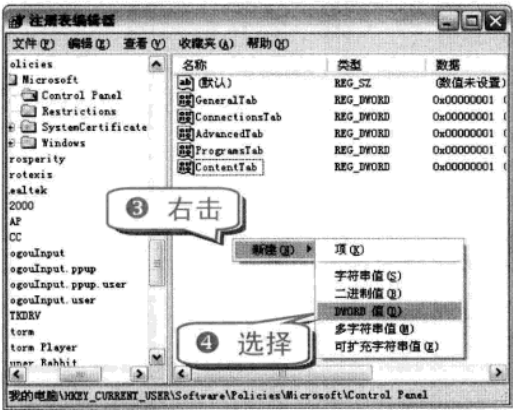 注册表编辑器
文件(F) 编辑(E) 查看(V) 收藏夹(A) 帮助(H)
olicies
Microsoft
Control Panel
Restrictions
SystemCertificate
Windows
rosperity
rotexis
ealtek
2000
AP
CC
ogouInput
ogouInput.ppup
ogouInput.ppup.user
ogouInput.user
TKDRV
torm
torm Player
uper Rabbit
名称 类型 数据
(默认) REG_SZ (数值未设置)
GeneralTab REG_DWORD 0x00000001 (
ConnectionsTab REG_DWORD 0x00000001 (
AdvancedTab REG_DWORD 0x00000001 (
ProgramsTab REG_DWORD 0x00000001 (
ContentTab REG_DWORD 0x00000001 (
❸ 右击
新建(N)
项(K)
字符串值(S)
二进制值(B)
DWORD 值(D)
多字符串值(M)
可扩充字符串值(E)
❹ 选择
我的电脑\HKEY_CURRENT_USER\Software\Policies\Microsoft\Control Panel